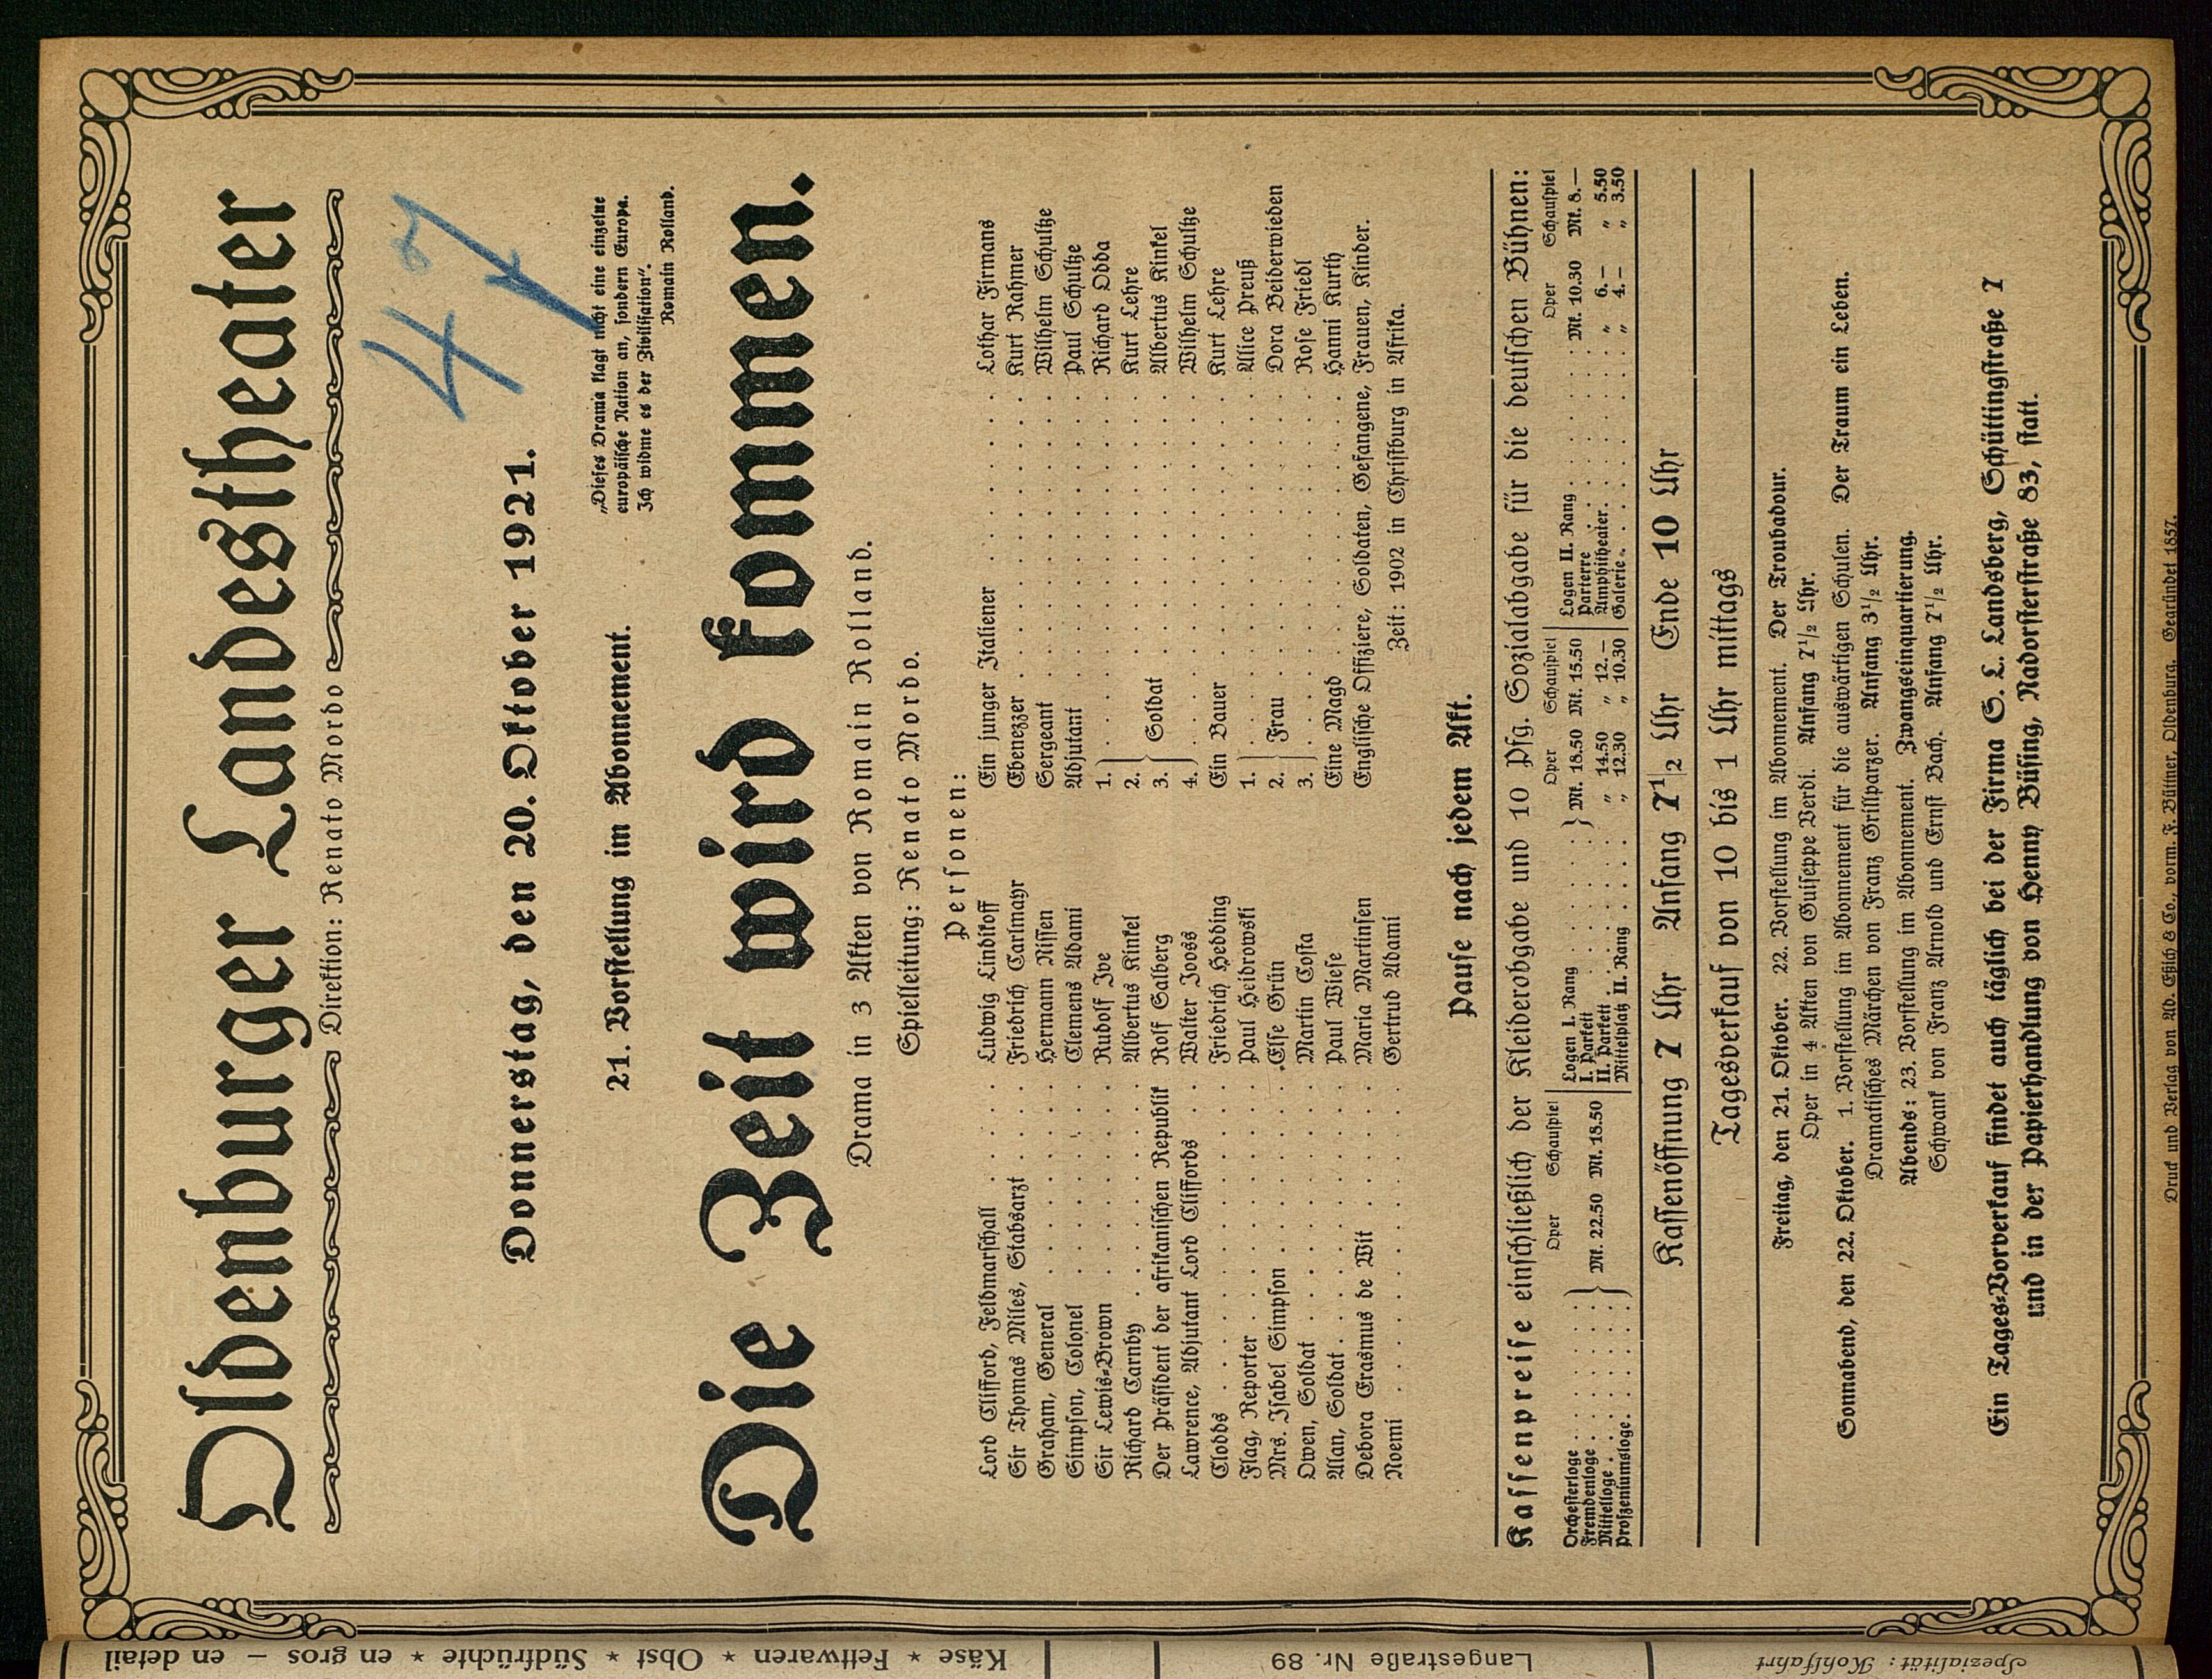 Oldenburger Landestheater
Direktion: Renato Mordo
47
Donnerstag, den 20. Oktober 1921.
21. Vorstellung im Abonnement.
„Dieses Drama klagt nicht eine einzelne
europäische Nation an, sondern Europa.
Ich widme es der Zivilisation".
Romain Rolland.
Die Zeit wird kommen.
Drama in 3 Akten von Romain Rolland.
Spielleitung: Renato Mordo.
Personen:
Lord Clifford, Feldmarschall . . . . Ludwig Lindikoff
Sir Thomas Miles, Stabsarzt . . . . Friedrich Carlmayr
Graham, General . . . . Hermann Nissen
Simpson, Colonel . . . . Clemens Adami
Sir Lewis-Brown . . . . Rudolf Ive
Richard Carnby . . . . Albertus Kinkel
Der Präsident der afrikanischen Republik Rolf Salberg
Lawrence, Adjutant Lord Cliffords . . Walter Jooss
Clodds . . . . Friedrich Hedding
Flag, Reporter . . . . Paul Heidrowski
Mrs. Isabel Simpson . . . . Else Grün
Owen, Soldat . . . . Martin Costa
Alan, Soldat . . . . Paul Wiese
Debora Erasmus de Wit . . . . Maria Martinsen
Noemi . . . . Gertrud Adami
Ein junger Italiener . . . . Lothar Firmans
Ebenezzer . . . . Kurt Rahmer
Sergeant . . . . Wilhelm Schultze
Adjutant . . . . Paul Schultze
1. . . . . Richard Odda
2. . . . . Kurt Lehre
3. } Soldat . . . . Albertus Kinkel
4. . . . . Wilhelm Schultze
Ein Bauer . . . . Kurt Lehre
1. . . . . Alice Preuß
2. } Frau . . . . Dora Beiderwieden
3. . . . . Rose Friedl
Eine Magd . . . . Hanni Kurth
Englische Offiziere, Soldaten, Gefangene, Frauen, Kinder.
Zeit: 1902 in Christburg in Afrika.
Pause nach jedem Akt.
Kassenpreise einschließlich der Kleiderobgabe und 10 Pfg. Sozialabgabe für die deutschen Bühnen:
Oper Schauspiel
Orchesterloge . .
Fremdenloge . .
Mittelloge . . } Mk. 22.50 Mk. 18.50
Proszeniumsloge. .
Oper Schauspiel
Logen I. Rang . . } Mk. 18.50 Mk. 15.50
I. Parkett
II. Parkett . . „ 14.50 „ 12.—
Mittelplatz II. Rang . . „ 12.30 „ 10.30
Oper Schauspiel
Logen II. Rang . . Mk. 10.30 Mk. 8.—
Parterre
Amphitheater. . . „ 6.— „ 5.50
Galerie . . „ 4.— „ 3.50
Kassenöffnung 7 Uhr Anfang 7 1/2 Uhr Ende 10 Uhr
Tagesverkauf von 10 bis 1 Uhr mittags
Freitag, den 21. Oktober. 22. Vorstellung im Abonnement. Der Troubadour.
Oper in 4 Akten von Guiseppe Verdi. Anfang 7 1/2 Uhr.
Sonnabend, den 22. Oktober. 1. Vorstellung im Abonnement für die auswärtigen Schulen. Der Traum ein Leben.
Dramatisches Märchen von Franz Grillparzer. Anfang 3 1/2 Uhr.
Abends: 23. Vorstellung im Abonnement. Zwangseinquartierung.
Schwank von Franz Arnold und Ernst Bach. Anfang 7 1/2 Uhr.
Ein Tages-Vorverkauf findet auch täglich bei der Firma S. L. Landsberg, Schüttingstraße 7
und in der Papierhandlung von Henny Büsing, Nadorsterstraße 83, statt.
Druck und Verlag von Ad. Eßich & Co., vorm. F. Büttner, Oldenburg. Gegründet 1857.
Käse * Fettwaren * Obst * Südfrüchte * en gros – en detail
Langestraße Nr. 89
Spezialität: Kohlfahrt